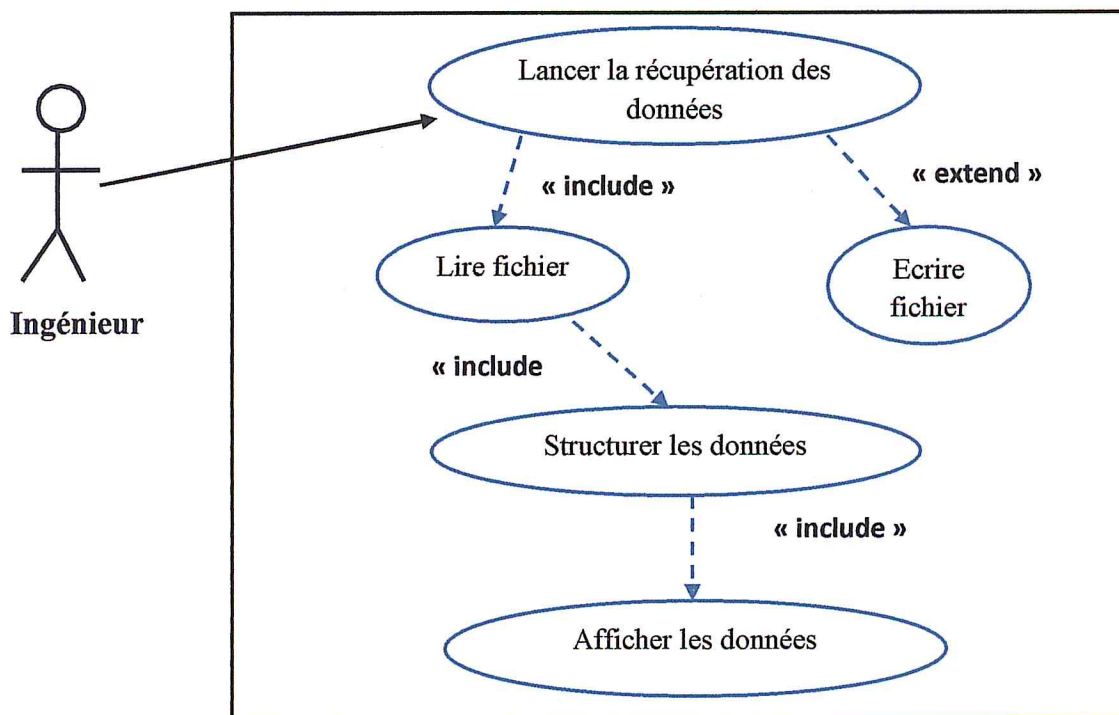 Lancer la récupération des
données
« include »
« extend »
Lire fichier
Ecrire
fichier
Ingénieur
« include
Structurer les données
« include »
Afficher les données